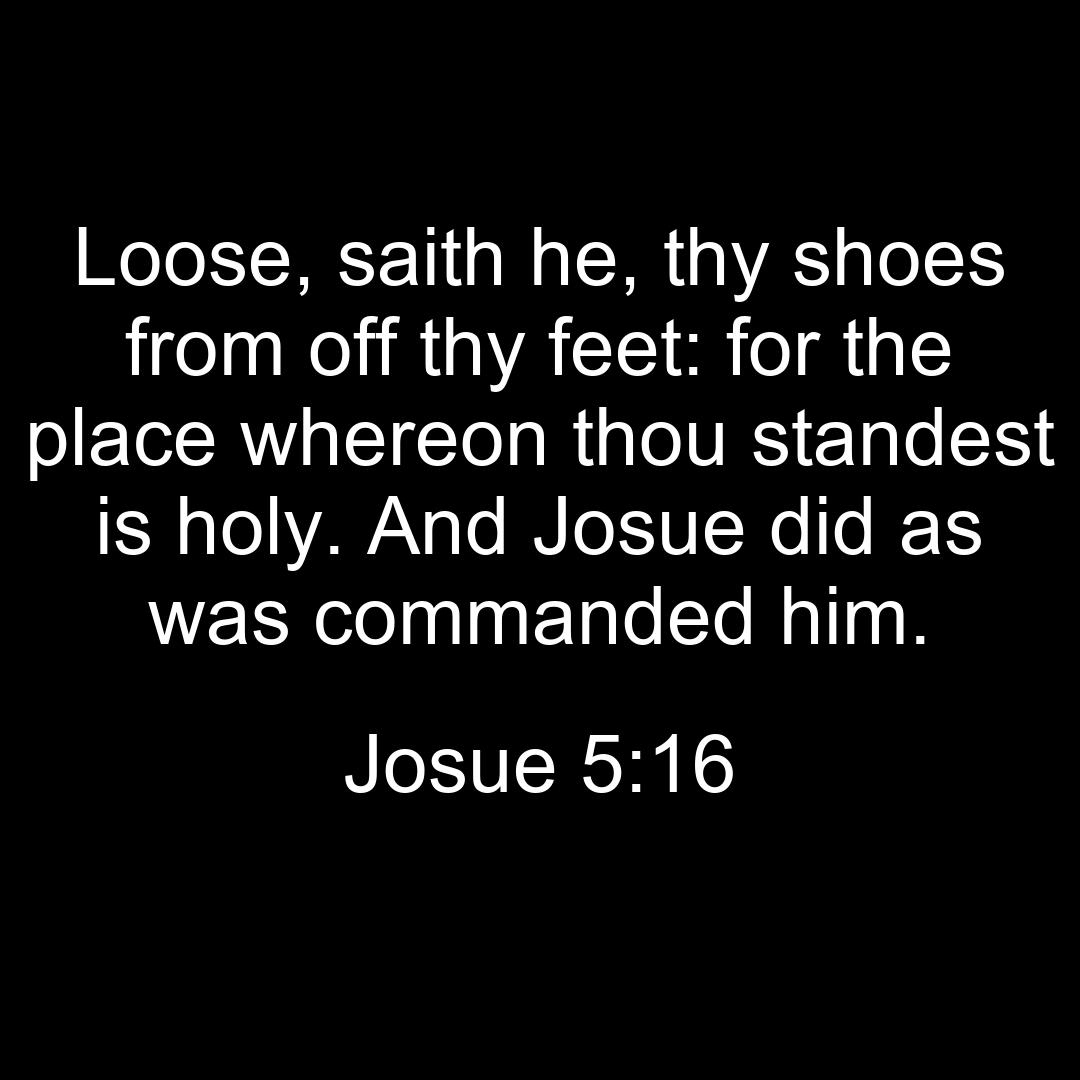 Loose, saith he, thy shoes
from off thy feet: for the
place whereon thou standest
is holy. And Josue did as
was commanded him.
Josue 5:16